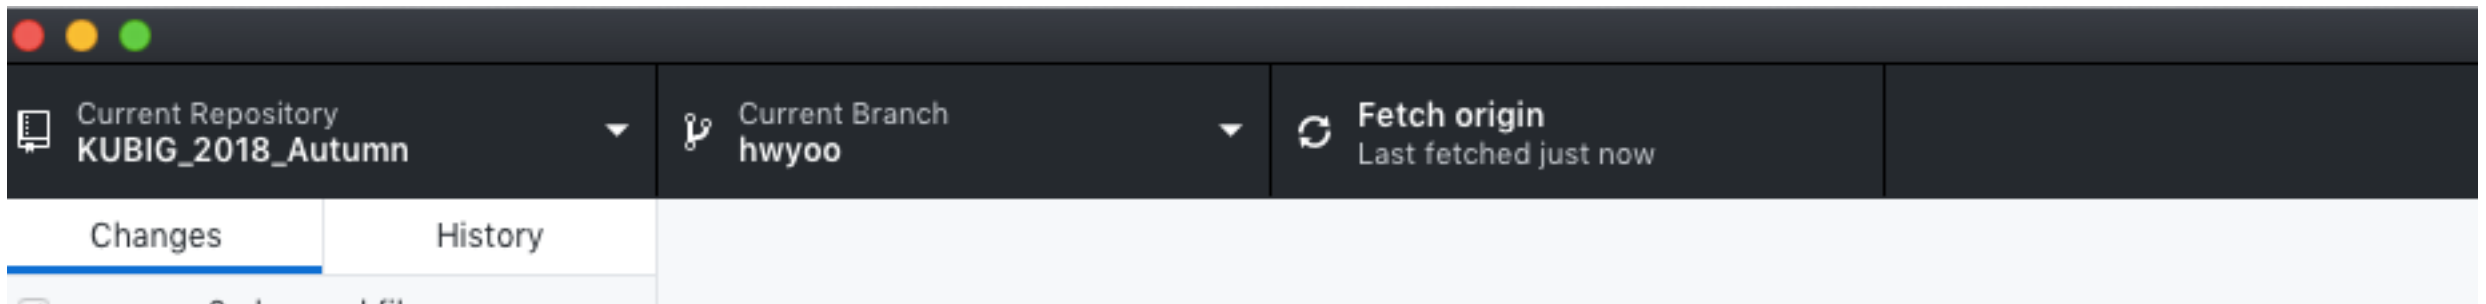 Current Repository
KUBIG_2018_Autumn
Current Branch
hwyoo
Fetch origin
Last fetched just now
Changes
History